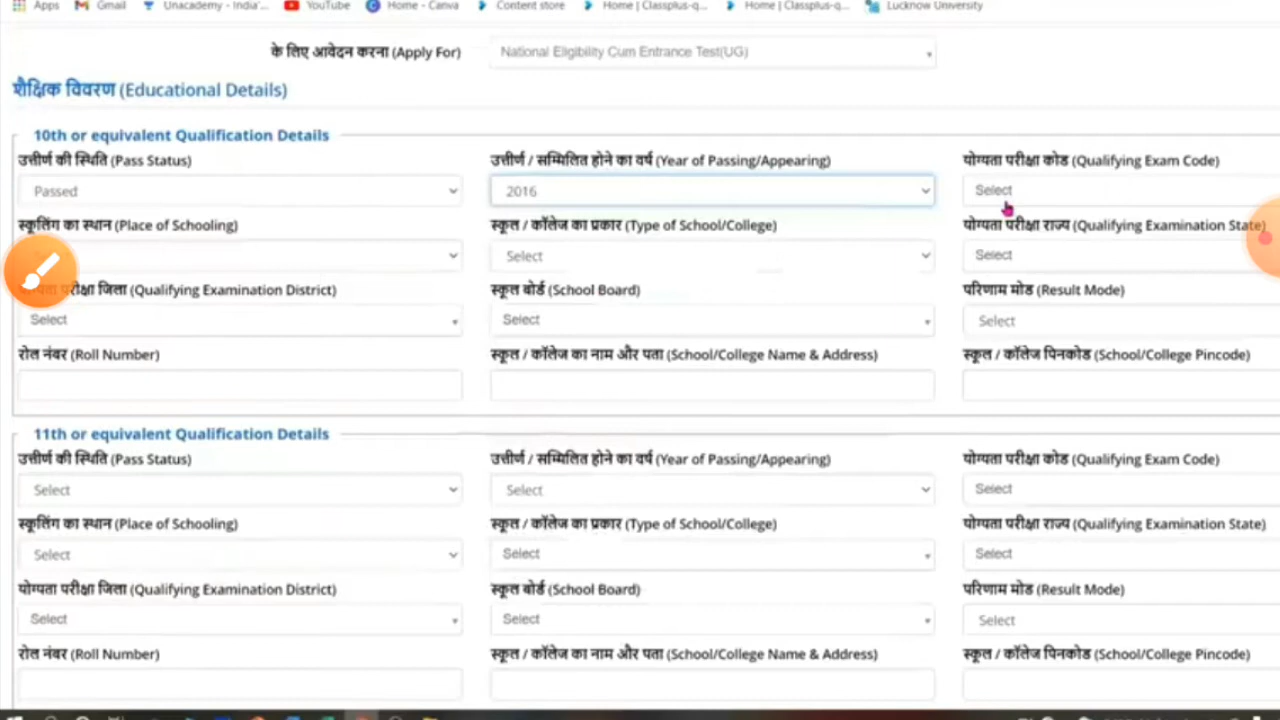 Apps Gmail Unacademy - India'... YouTube Home - Canva Content store Home | Classplus-q... Home | Classplus-q... Lucknow University
के लिए आवेदन करना (Apply For) National Eligibility Cum Entrance Test(UG)
शैक्षिक विवरण (Educational Details)
10th or equivalent Qualification Details
उत्तीर्ण की स्थिति (Pass Status) उत्तीर्ण / सम्मिलित होने का वर्ष (Year of Passing/Appearing) योग्यता परीक्षा कोड (Qualifying Exam Code)
Passed 2016 Select
स्कूलिंग का स्थान (Place of Schooling) स्कूल / कॉलेज का प्रकार (Type of School/College) योग्यता परीक्षा राज्य (Qualifying Examination State)
Select Select
परीक्षा जिला (Qualifying Examination District) स्कूल बोर्ड (School Board) परिणाम मोड (Result Mode)
Select Select Select
रोल नंबर (Roll Number) स्कूल / कॉलेज का नाम और पता (School/College Name & Address) स्कूल / कॉलेज पिनकोड (School/College Pincode)
11th or equivalent Qualification Details
उत्तीर्ण की स्थिति (Pass Status) उत्तीर्ण / सम्मिलित होने का वर्ष (Year of Passing/Appearing) योग्यता परीक्षा कोड (Qualifying Exam Code)
Select Select Select
स्कूलिंग का स्थान (Place of Schooling) स्कूल / कॉलेज का प्रकार (Type of School/College) योग्यता परीक्षा राज्य (Qualifying Examination State)
Select Select Select
योग्यता परीक्षा जिला (Qualifying Examination District) स्कूल बोर्ड (School Board) परिणाम मोड (Result Mode)
Select Select Select
रोल नंबर (Roll Number) स्कूल / कॉलेज का नाम और पता (School/College Name & Address) स्कूल / कॉलेज पिनकोड (School/College Pincode)